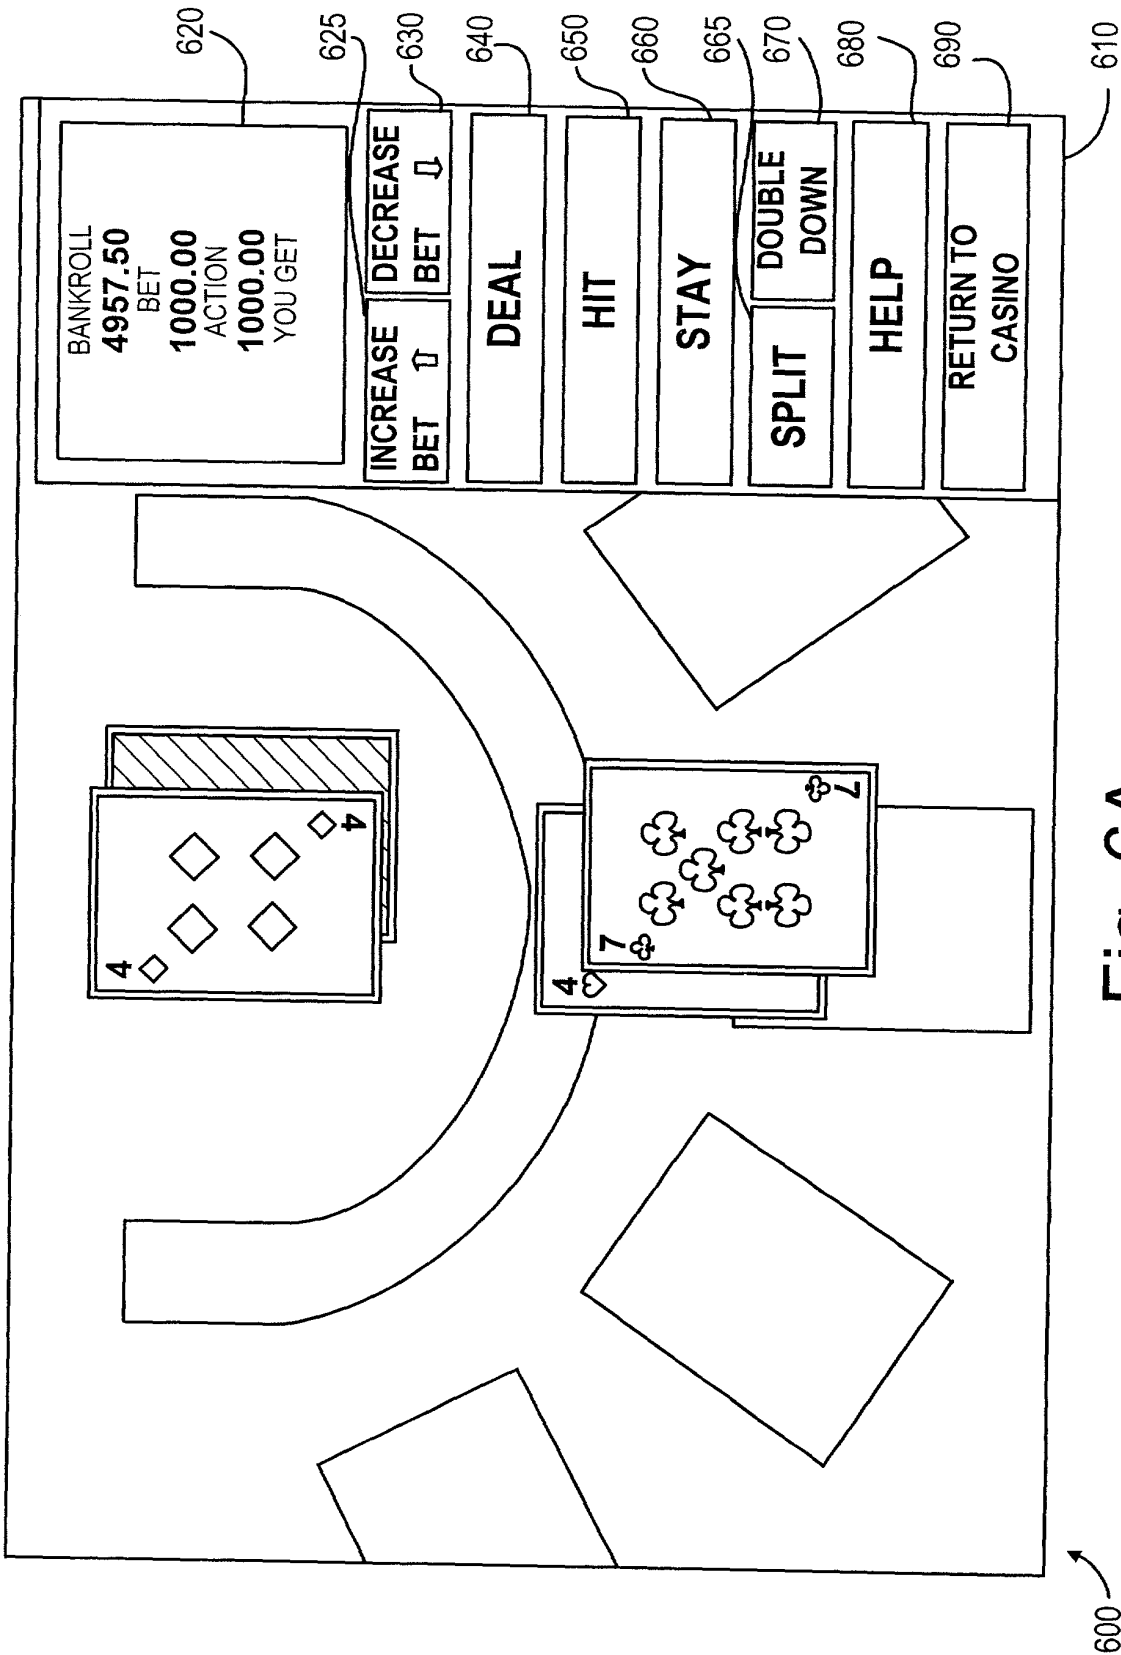 BANKROLL
4957.50
BET
1000.00
ACTION
1000.00
YOU GET
INCREASE
BET
DECREASE
BET
DEAL
HIT
STAY
SPLIT
DOUBLE
DOWN
HELP
RETURN TO
CASINO
620
625
630
640
650
660
665
670
680
690
610
600
4
4
4
7
7